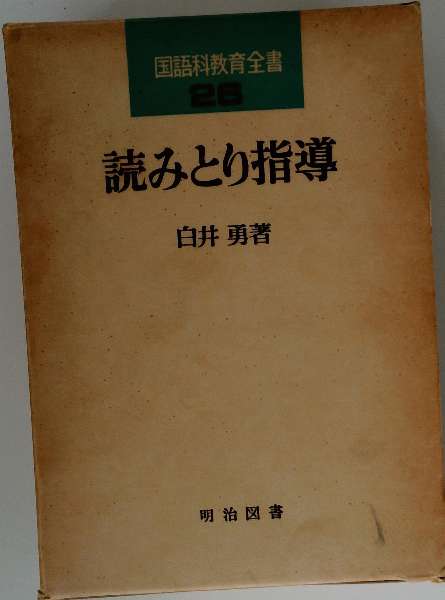 国語科教育全書
26
読みとり指導
白井 勇著
明治図書